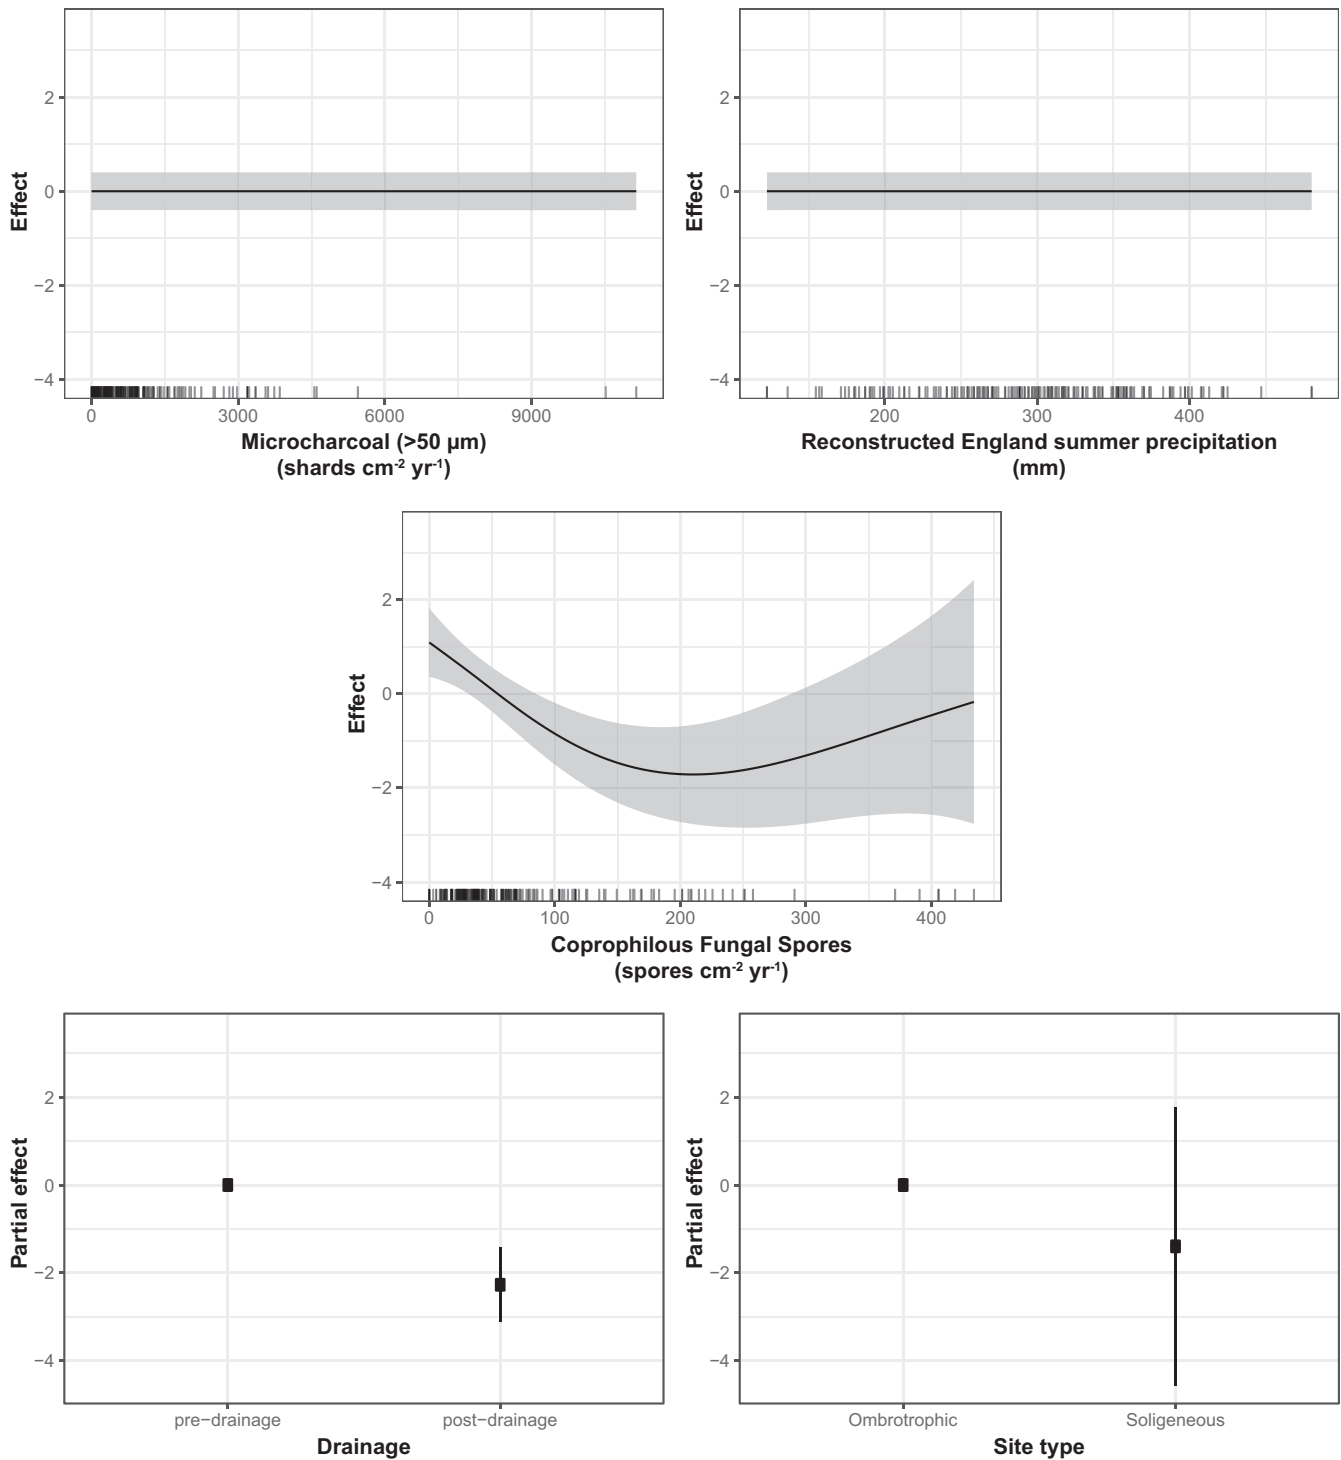 Effect
2
0
−2
−4
0 3000 6000 9000
Microcharcoal (>50 µm)
(shards cm-2 yr-1)
Effect
2
0
−2
−4
200 300 400
Reconstructed England summer precipitation
(mm)
Effect
2
0
−2
−4
0 100 200 300 400
Coprophilous Fungal Spores
(spores cm-2 yr-1)
Partial effect
2
0
−2
−4
pre−drainage post−drainage
Drainage
Partial effect
2
0
−2
−4
Ombrotrophic Soligeneous
Site type